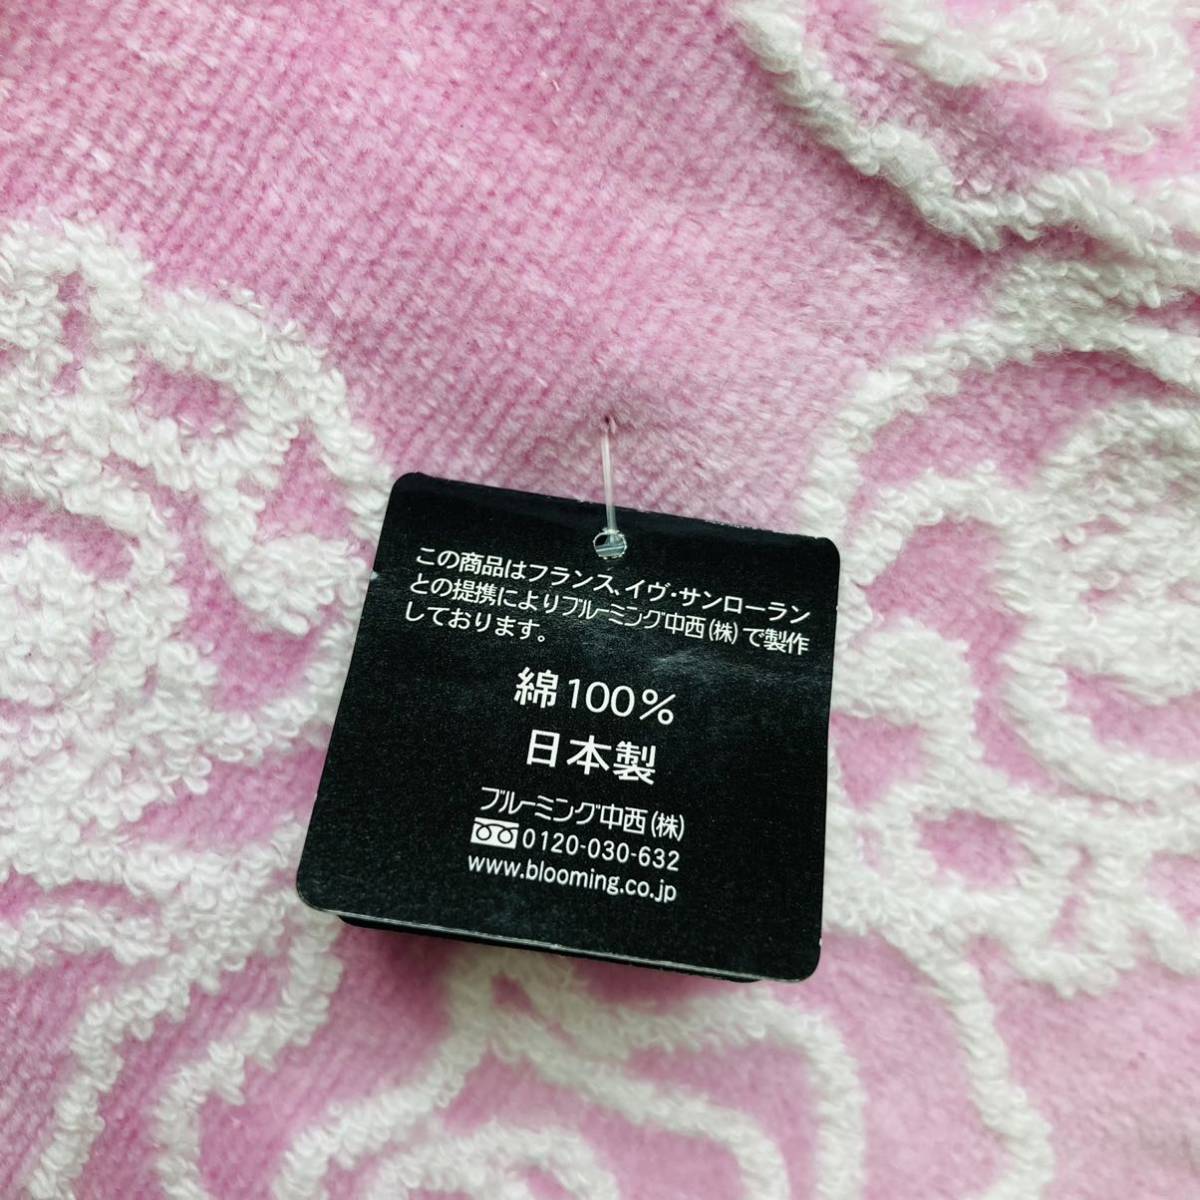 この商品はフランス、イヴ・サンローラン
との提携によりブルーミング中西(株)で製作
しております。
綿100%
日本製
ブルーミング中西(株)
0120-030-632
www.blooming.co.jp